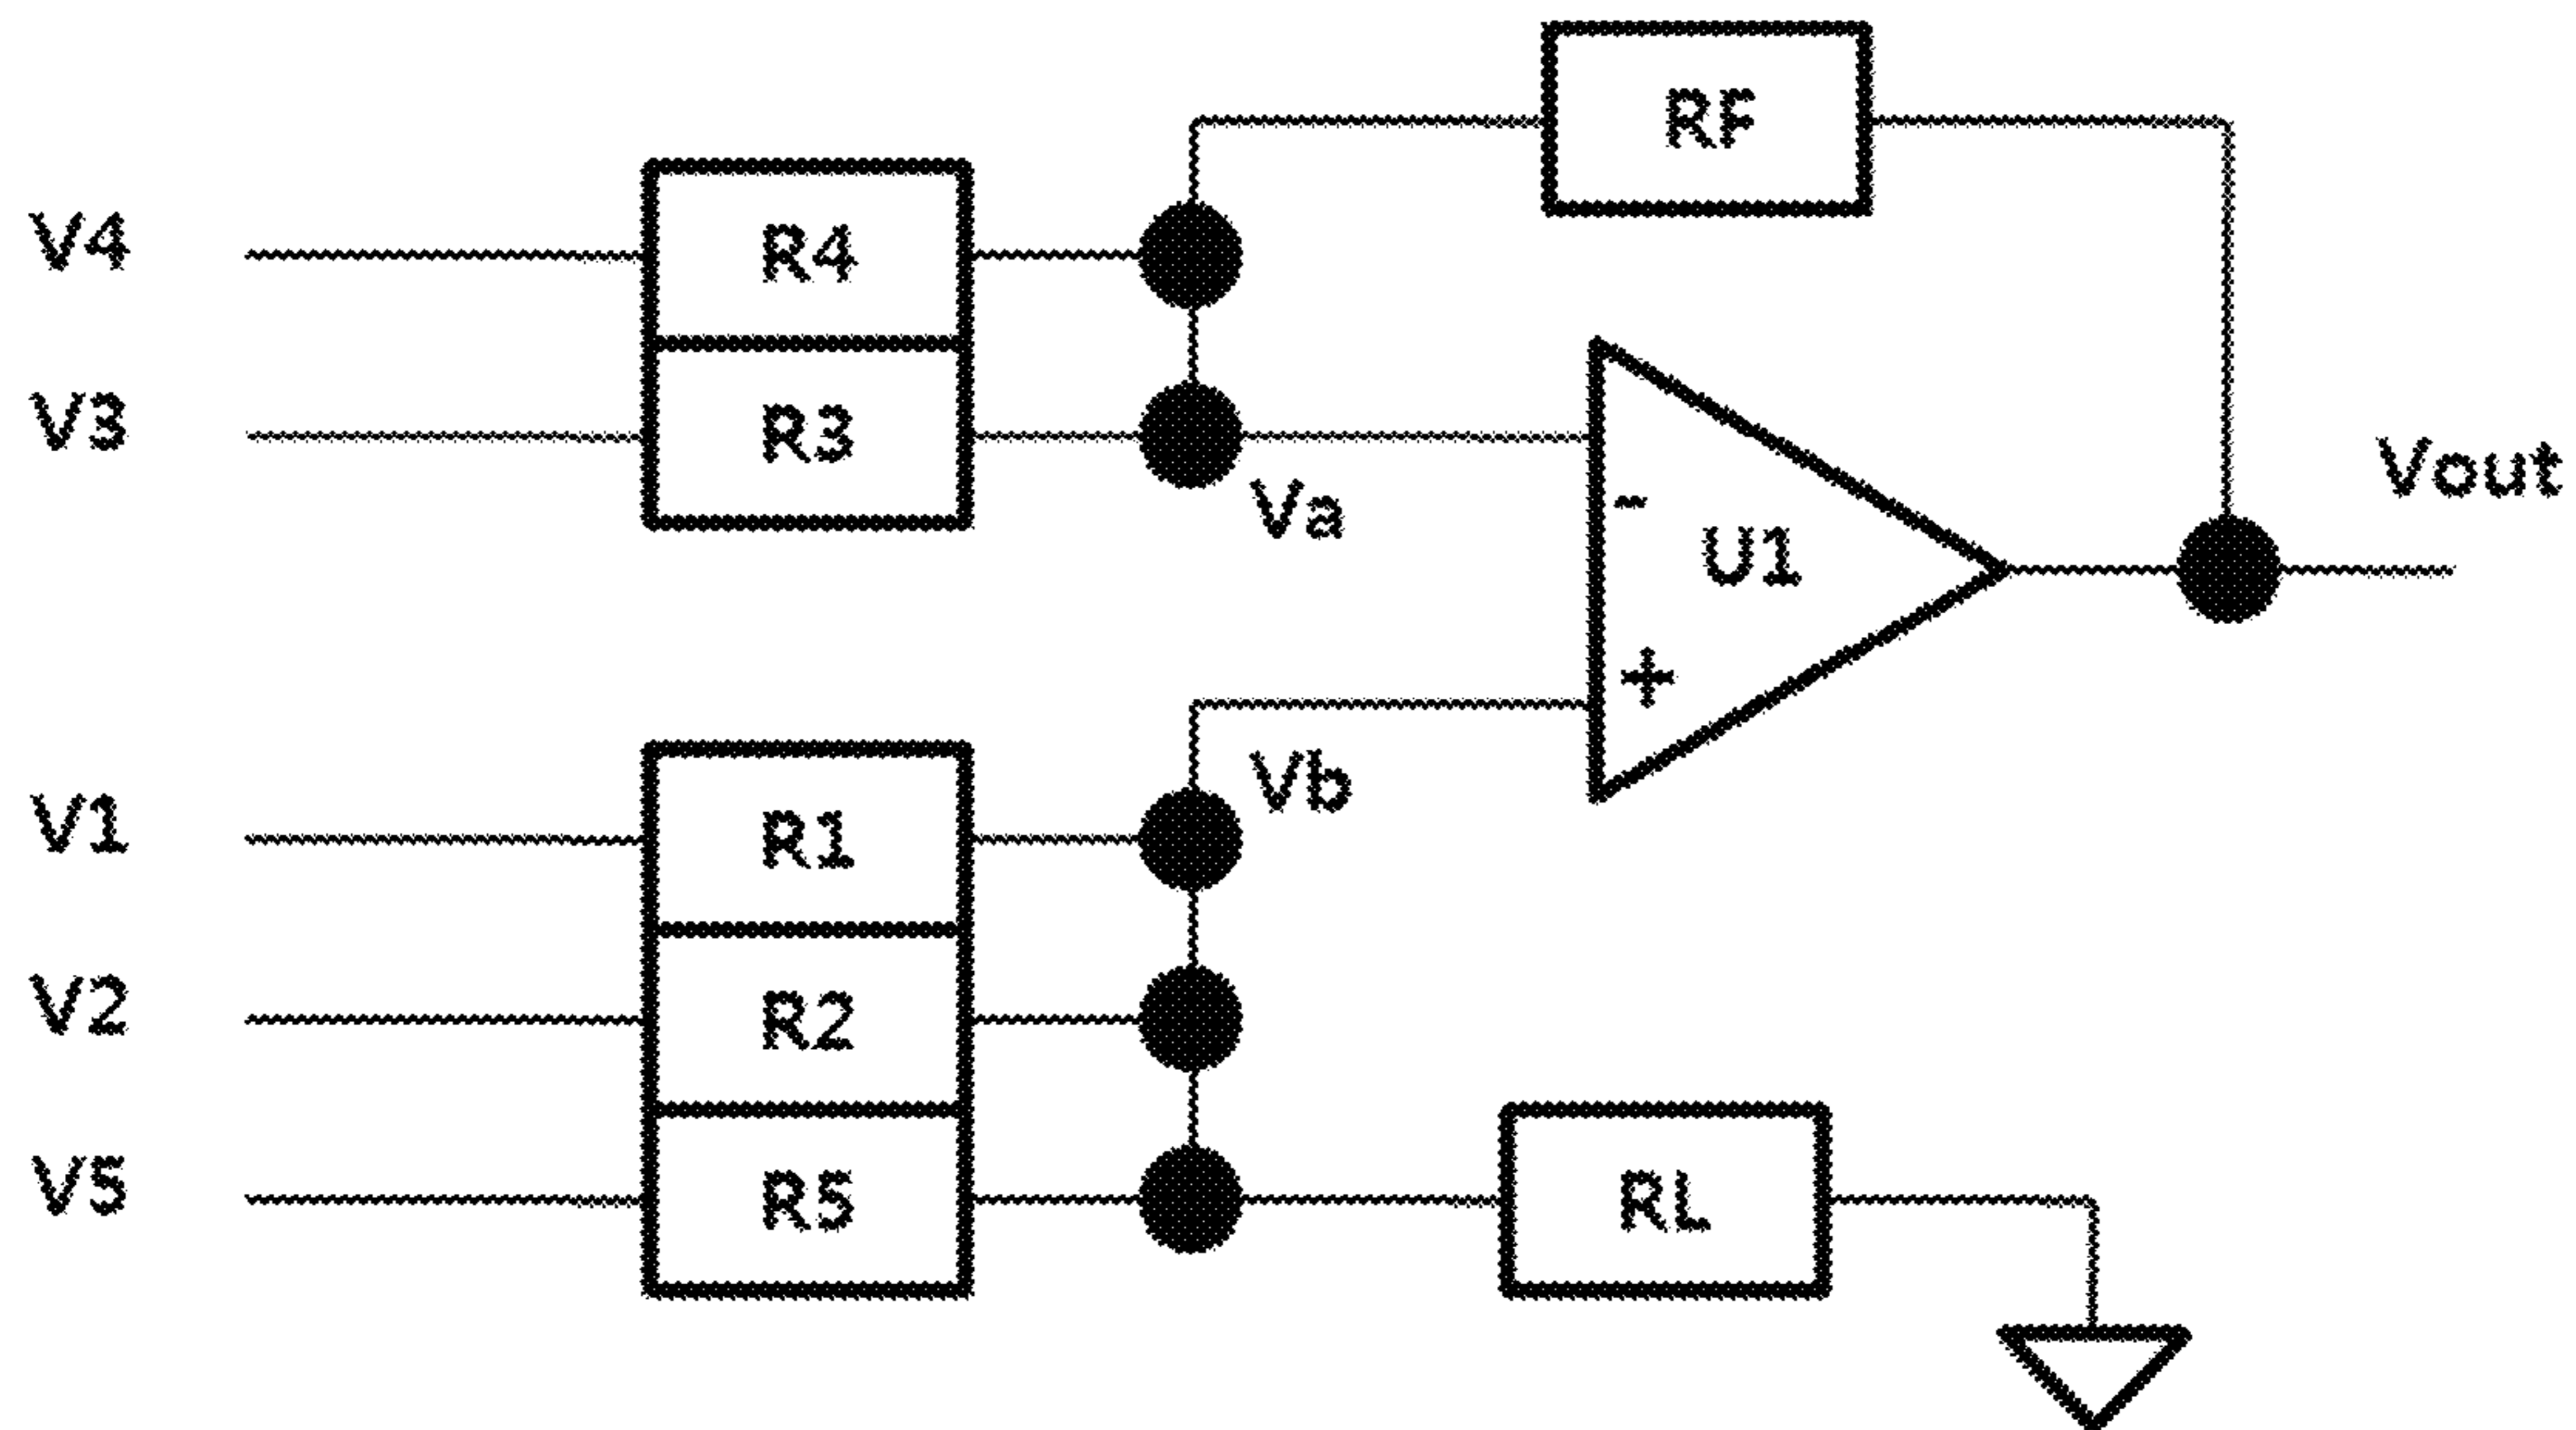 RF
V4 R4
V3 R3
Va
Vout
-
U1
+
Vb
V1 R1
V2 R2
V5 R5 RL